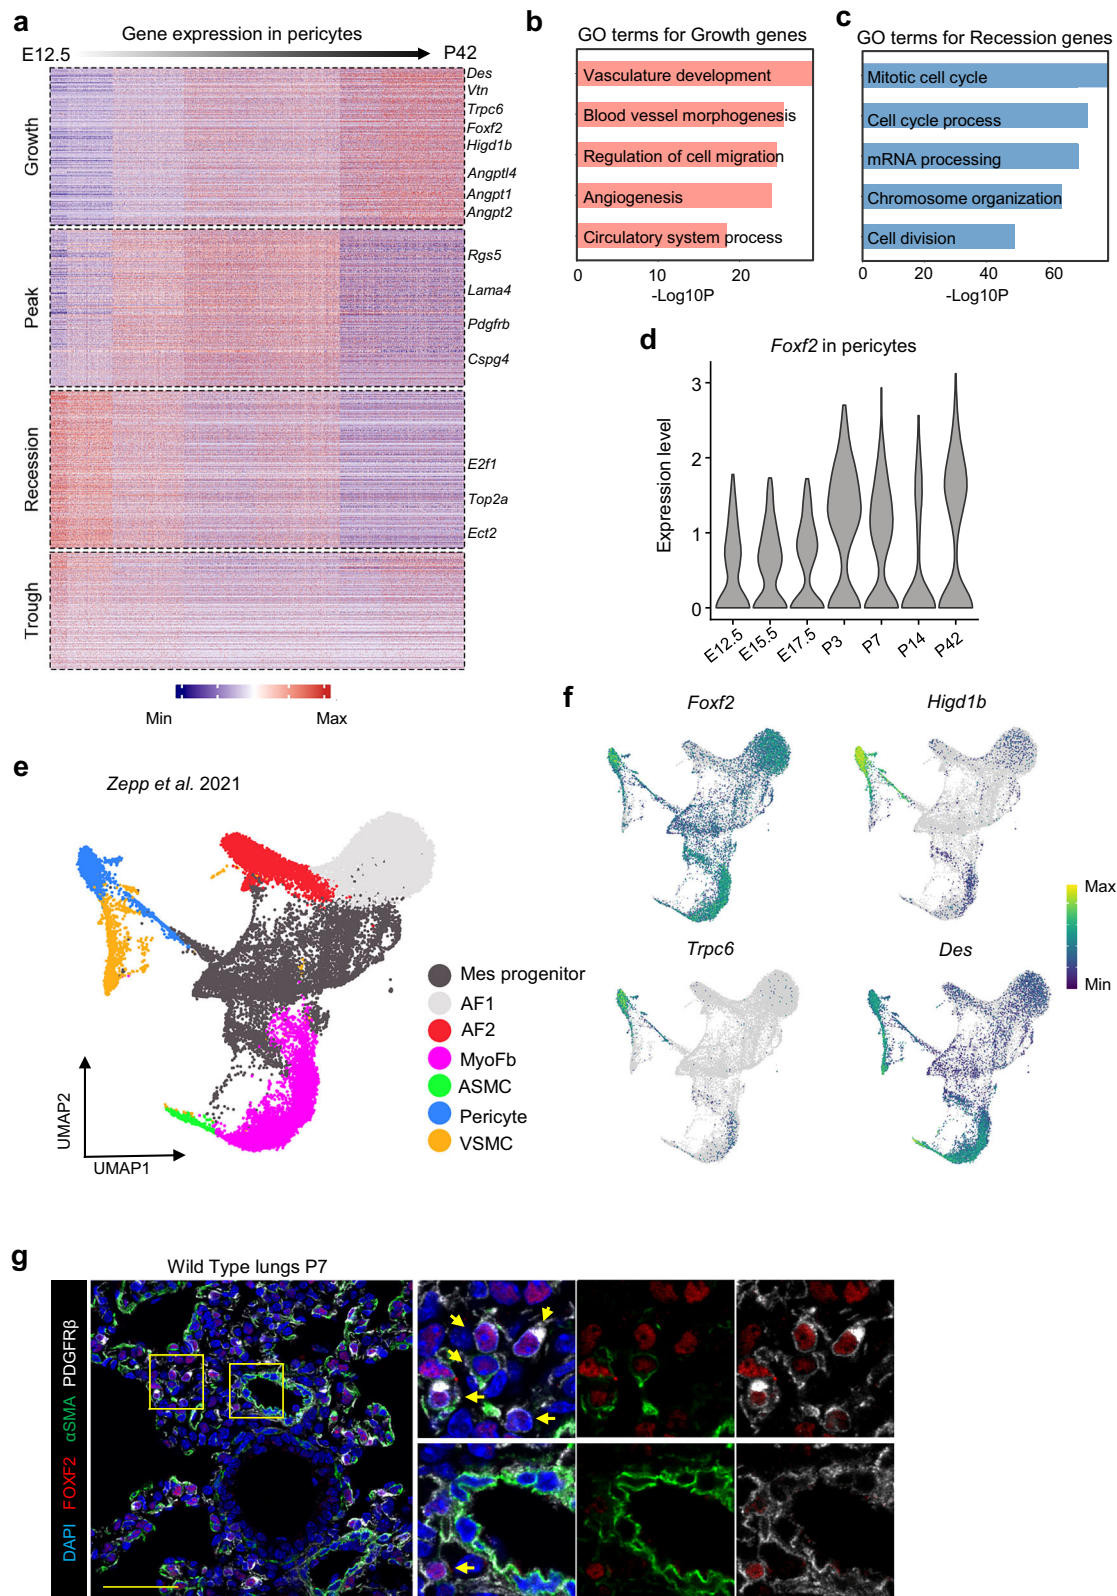 a
Gene expression in pericytes
E12.5
P42
Growth
Des
Vtn
Trpc6
Foxf2
Higd1b
Angptl4
Angpt1
Angpt2
Peak
Rgs5
Lama4
Pdgfrb
Cspg4
Recession
E2f1
Top2a
Ect2
Trough
Min
Max
b
GO terms for Growth genes
Vasculature development
Blood vessel morphogenesis
Regulation of cell migration
Angiogenesis
Circulatory system process
0 10 20
-Log10P
c
GO terms for Recession genes
Mitotic cell cycle
Cell cycle process
mRNA processing
Chromosome organization
Cell division
0 20 40 60
-Log10P
d
Foxf2 in pericytes
Expression level
3
2
1
0
E12.5 E15.5 E17.5 P3 P7 P14 P42
e
Zepp et al. 2021
Mes progenitor
AF1
AF2
MyoFb
ASMC
Pericyte
VSMC
UMAP2
UMAP1
f
Foxf2
Higd1b
Trpc6
Des
Max
Min
g
Wild Type lungs P7
DAPI FOXF2 αSMA PDGFRβ